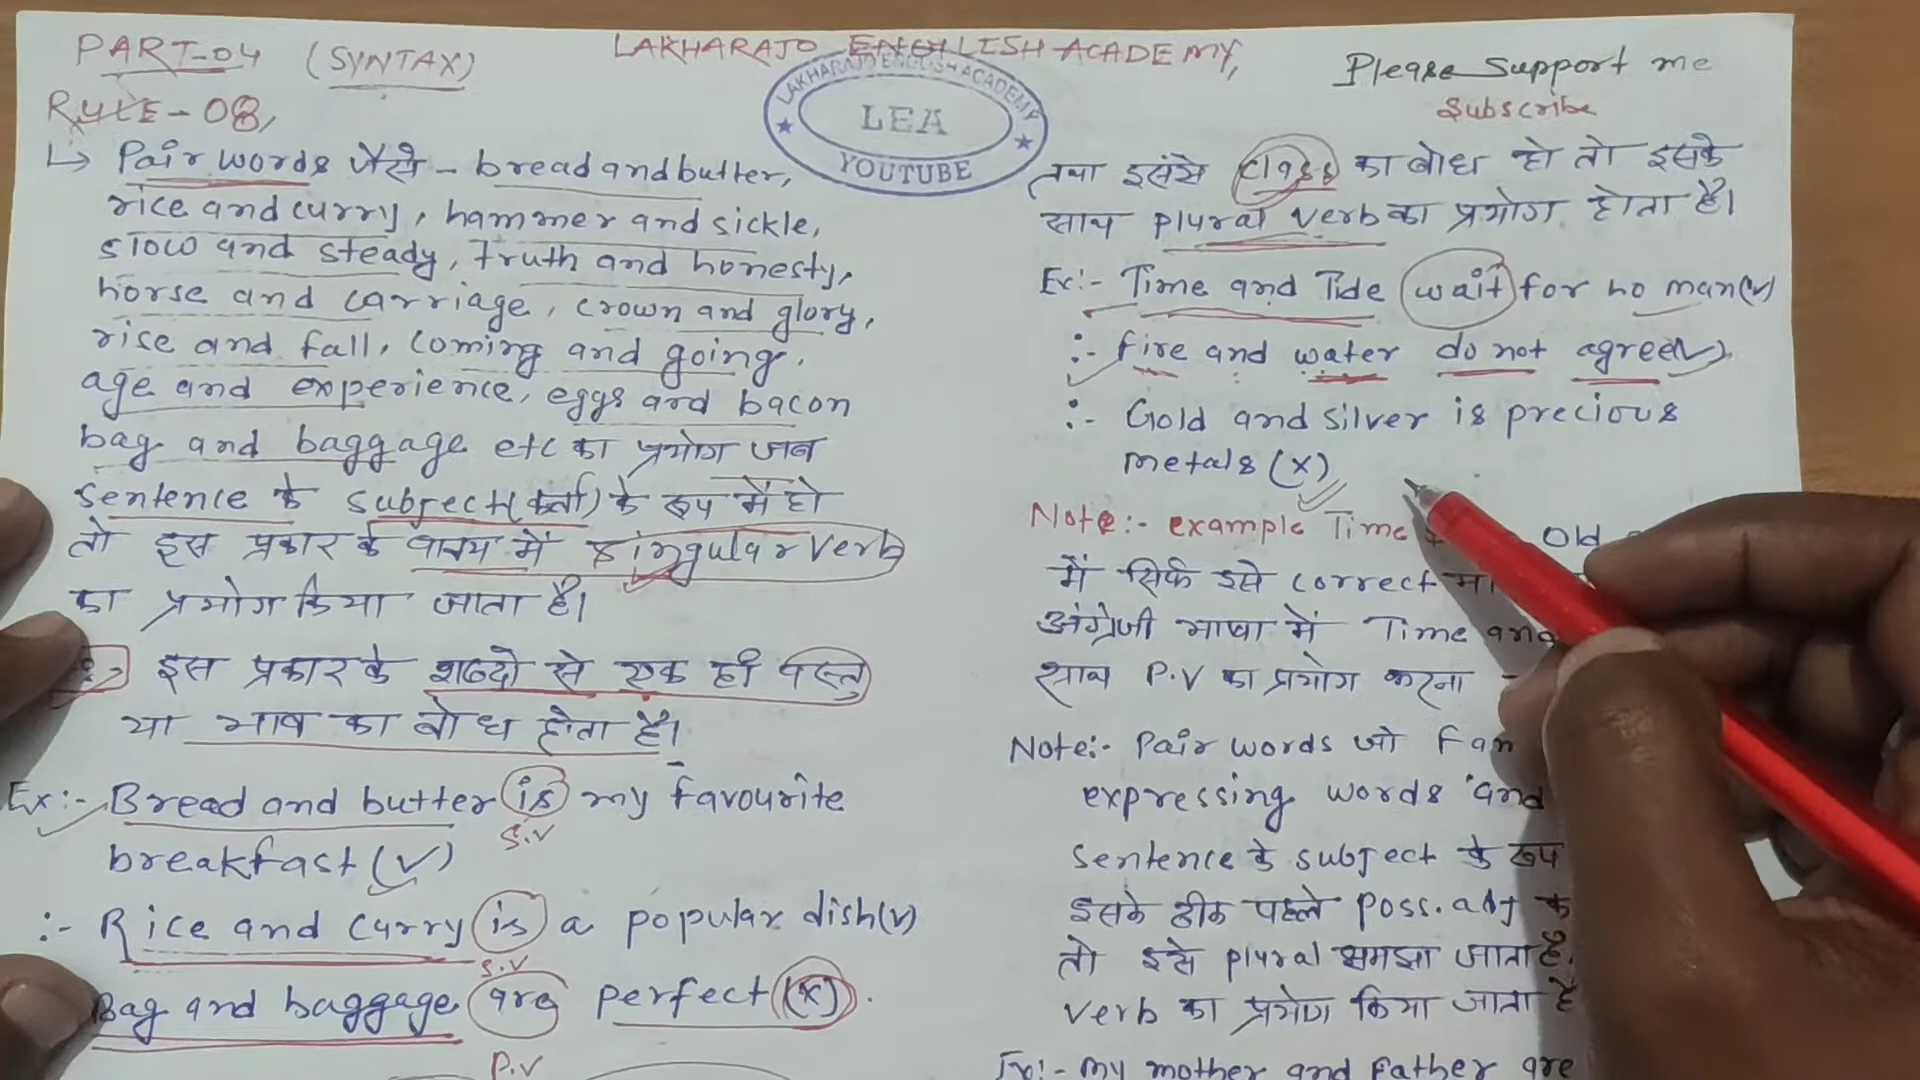 PART-04 (SYNTAX)
LAKHARAJO ENGLISH ACADEMY,
Please support me
Subscribe
LAKHARAJO ENGLISH ACADEMY
LEA
YOUTUBE
RULE-08,
↳ Pair words जैसे - bread and butter,
rice and curry, hammer and sickle,
slow and steady, truth and honesty,
horse and carriage, crown and glory,
rise and fall, coming and going,
age and experience, eggs and bacon
bag and baggage etc का प्रयोग जब
sentence के subject (कर्ता) के रूप में हो
तो इस प्रकार के वाक्य में singular verb
का प्रयोग किया जाता है।
इस प्रकार के शब्दो से एक ही वस्तु
या भाव का बोध होता है।
Ex:- Bread and butter is my favourite
S.V
breakfast (✓)
:- Rice and curry is a popular dish (✓)
S.V
Bag and baggage are perfect (x).
P.V
तथा इससे class का बोध हो तो इसके
साथ plural verb का प्रयोग होता है।
Ex:- Time and Tide wait for no man (✓)
:- fire and water do not agree (✓)
:- Gold and silver is precious
metals (x)
Note:- example Time old
में सिर्फ इसे correct
अंग्रेजी भाषा में Time and
साथ P.V का प्रयोग करना
Note:- Pair words जो
expressing words and
sentence के subject के रूप
इसके ठीक पहले poss. adj
तो इसे plural समझा जाता है.
verb का प्रयोग किया जाता है
Ex:- My mother and Father are